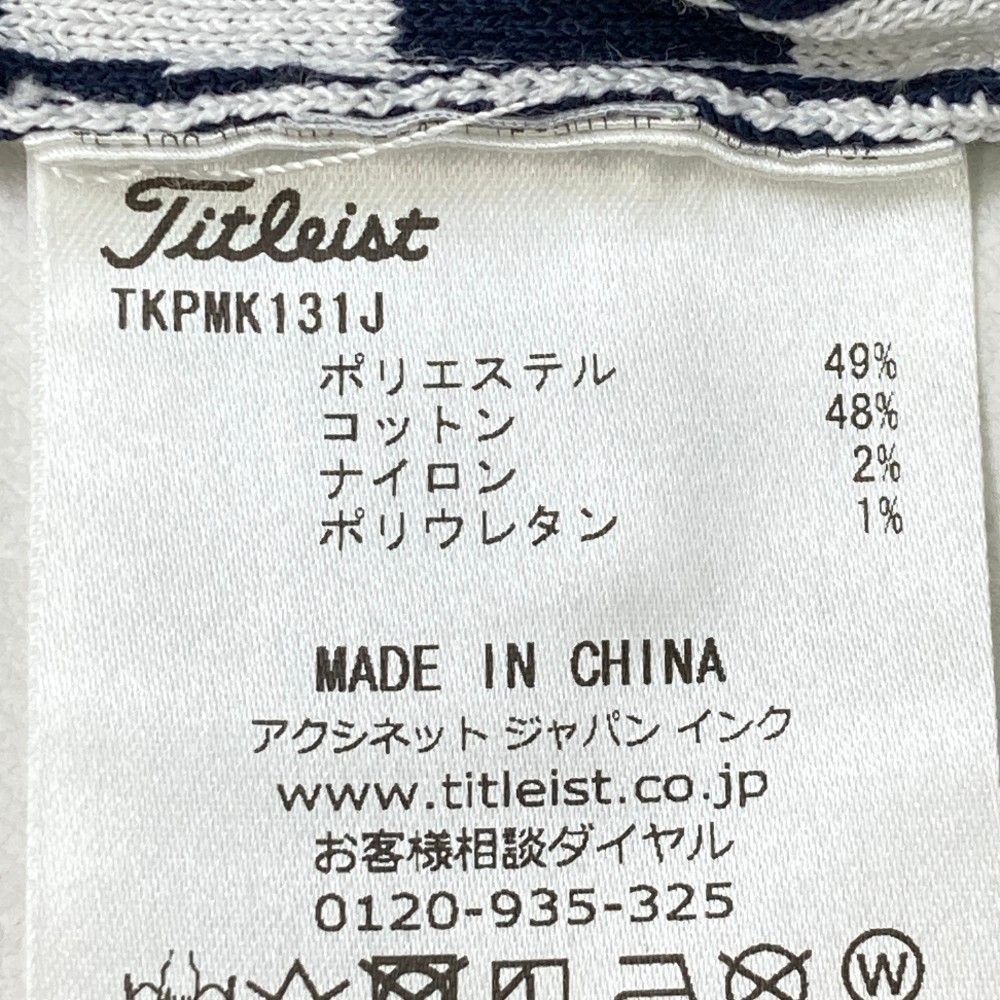 Titleist
TKPMK131J
ポリエステル 49%
コットン 48%
ナイロン 2%
ポリウレタン 1%
MADE IN CHINA
アクシネット ジャパン インク
www.titleist.co.jp
お客様相談ダイヤル
0120-935-325
W